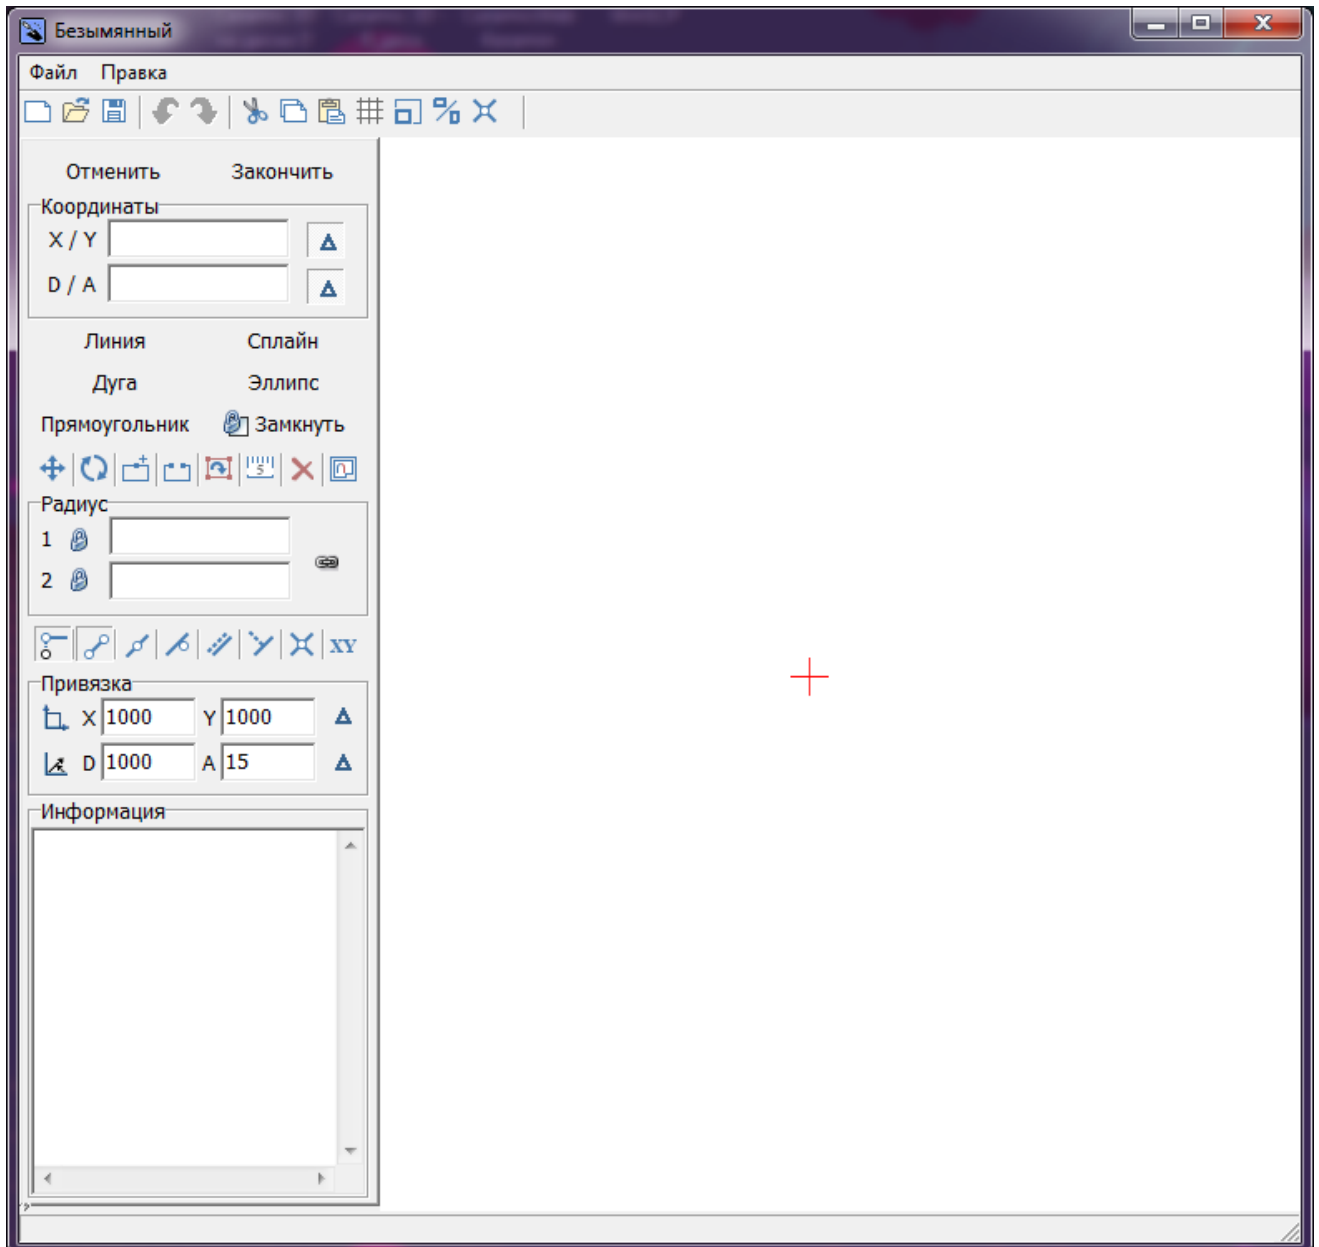 Безымянный
Файл Правка
Отменить Закончить
Координаты
X / Y
D / A
Линия Сплайн
Дуга Эллипс
Прямоугольник Замкнуть
5
Радиус
1
2
XY
Привязка
X 1000 Y 1000
D 1000 A 15
Информация